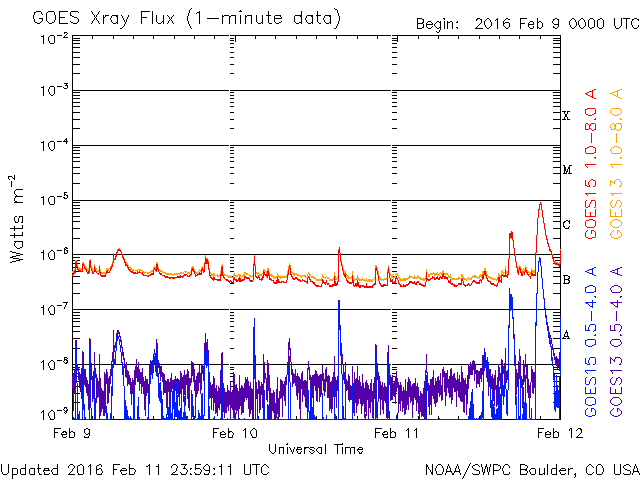 GOES Xray Flux (1-minute data)
Begin: 2016 Feb 9 0000 UTC
10-2
10-3
10-4
10-5
10-6
10-7
10-8
10-9
Watts m-2
X
M
C
B
A
GOES15 1.0-8.0 A
GOES13 1.0-8.0 A
GOES15 0.5-4.0 A
GOES13 0.5-4.0 A
Feb 9
Feb 10
Feb 11
Feb 12
Universal Time
Updated 2016 Feb 11 23:59:11 UTC
NOAA/SWPC Boulder, CO USA